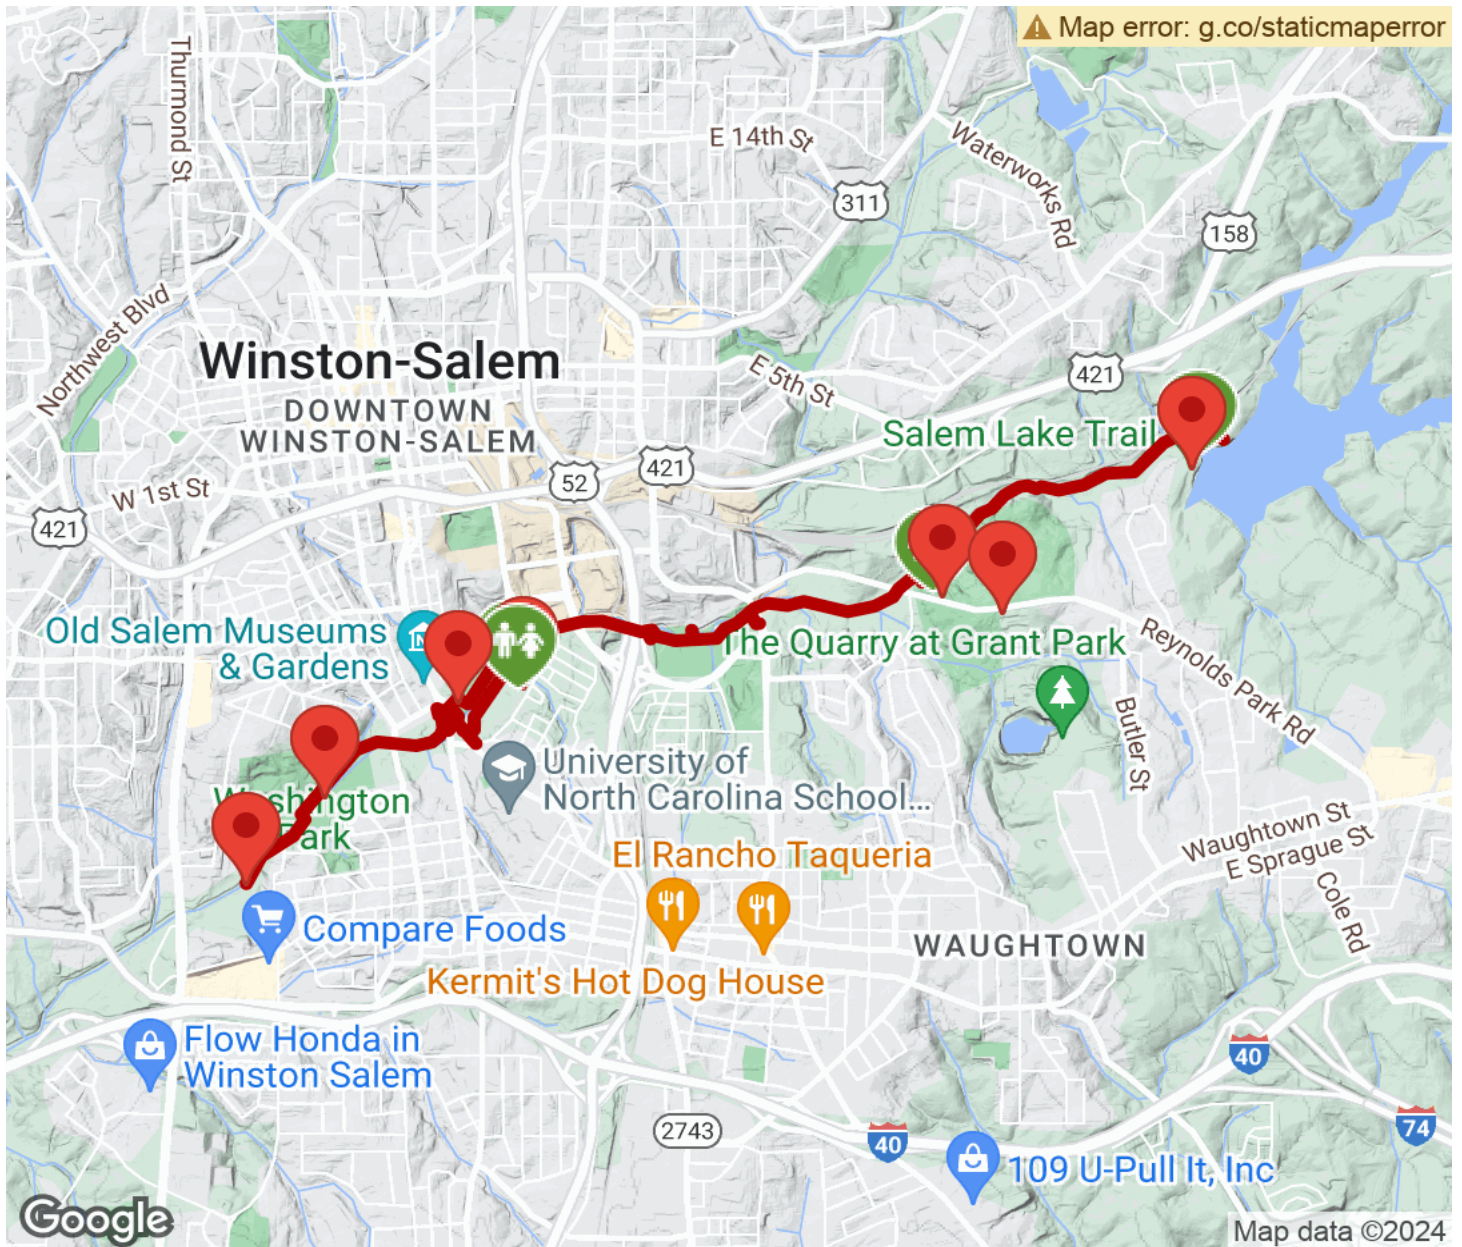 Map error: g.co/staticmaperror
Thurmond St
E 14th St
Waterworks Rd
311
158
Northwest Blvd
Winston-Salem
DOWNTOWN
WINSTON-SALEM
E 5th St
421
Salem Lake Trail
421
52
W 1st St
421
Old Salem Museums
& Gardens
The Quarry at Grant Park
Reynolds Park Rd
Butler St
University of
North Carolina School...
Washington
Park
Waughtown St
E Sprague St
Cole Rd
El Rancho Taqueria
Compare Foods
WAUGHTOWN
Kermit's Hot Dog House
Flow Honda in
Winston Salem
40
74
2743
40
109 U-Pull It, Inc
Google
Map data ©2024